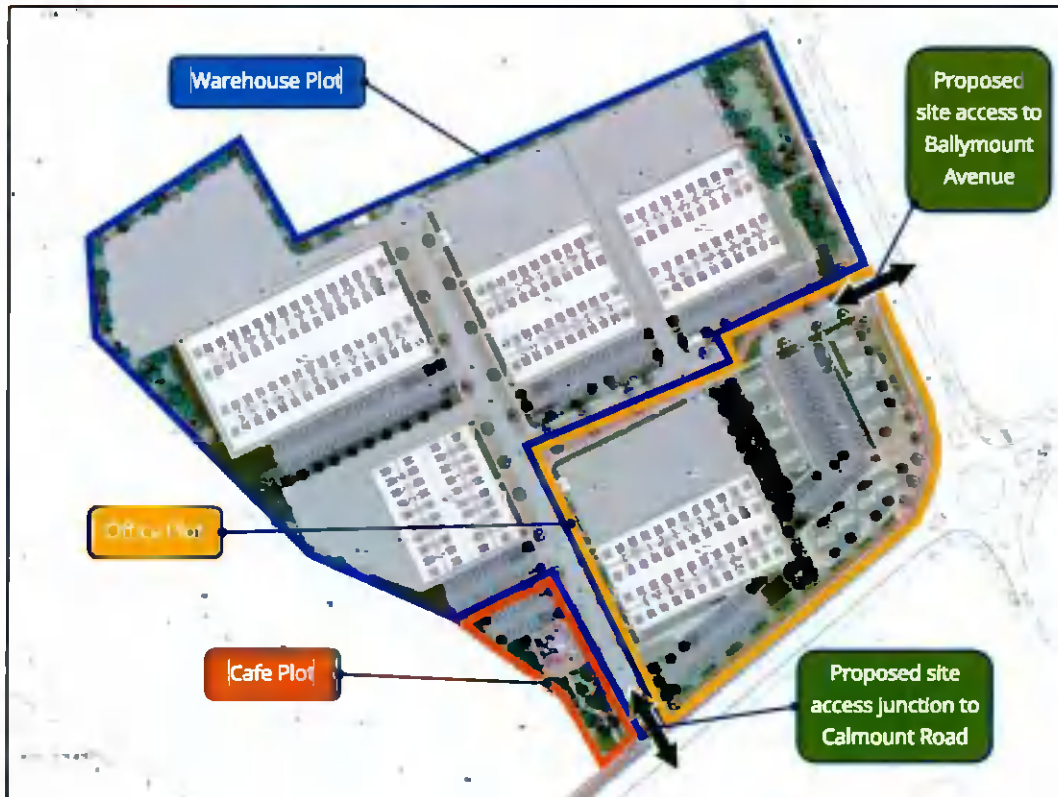 Warehouse Plot
Proposed
site access to
Ballymount
Avenue
Office Plot
Cafe Plot
Proposed site
access junction to
Calmount Road